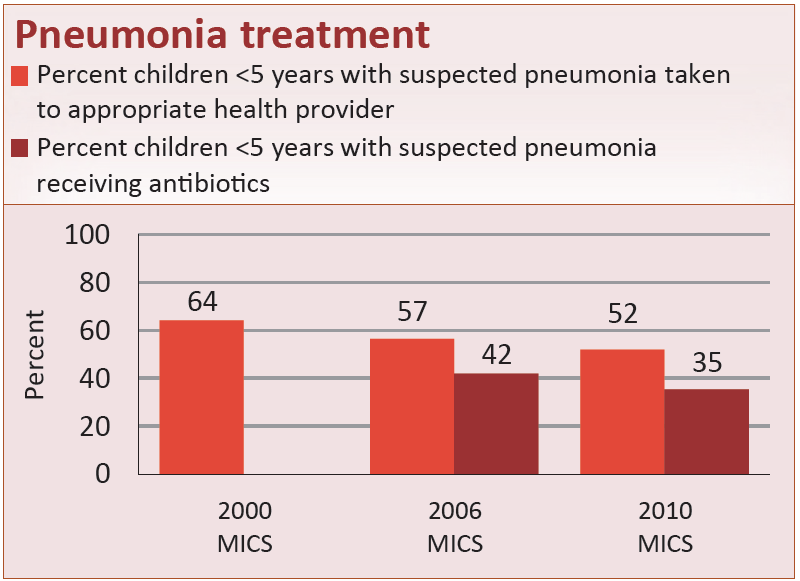 Pneumonia treatment
Percent children <5 years with suspected pneumonia taken
to appropriate health provider
Percent children <5 years with suspected pneumonia
receiving antibiotics
Percent
100
80
60
40
20
0
64
57
42
52
35
2000
MICS
2006
MICS
2010
MICS